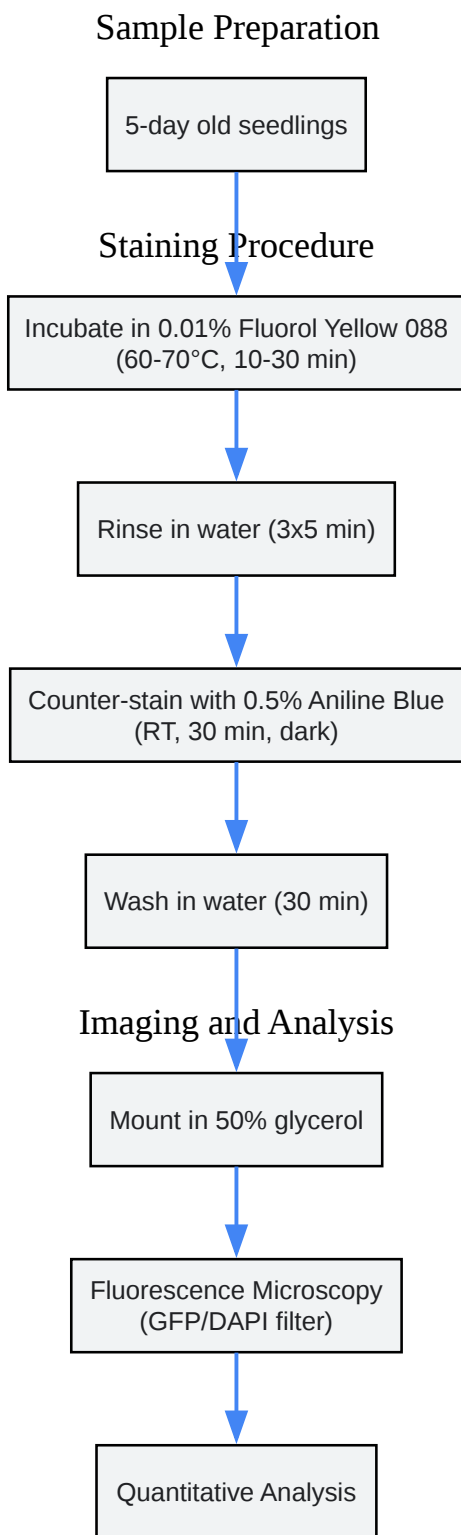 Sample Preparation
5-day old seedlings
Staining Procedure
Incubate in 0.01% Fluorol Yellow 088
(60-70°C, 10-30 min)
Rinse in water (3x5 min)
Counter-stain with 0.5% Aniline Blue
(RT, 30 min, dark)
Wash in water (30 min)
Imaging and Analysis
Mount in 50% glycerol
Fluorescence Microscopy
(GFP/DAPI filter)
Quantitative Analysis